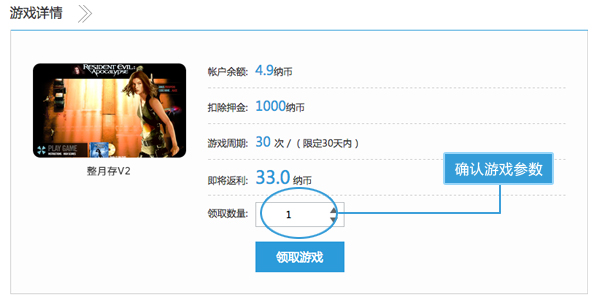 游戏详情
RESIDENT EVIL:
APOCALYPSE
PLAY GAME
整月存V2
帐户余额: 4.9纳币
扣除押金: 1000纳币
游戏周期: 30 次 / （限定30天内）
即将返利: 33.0 纳币
确认游戏参数
领取数量: 1
领取游戏